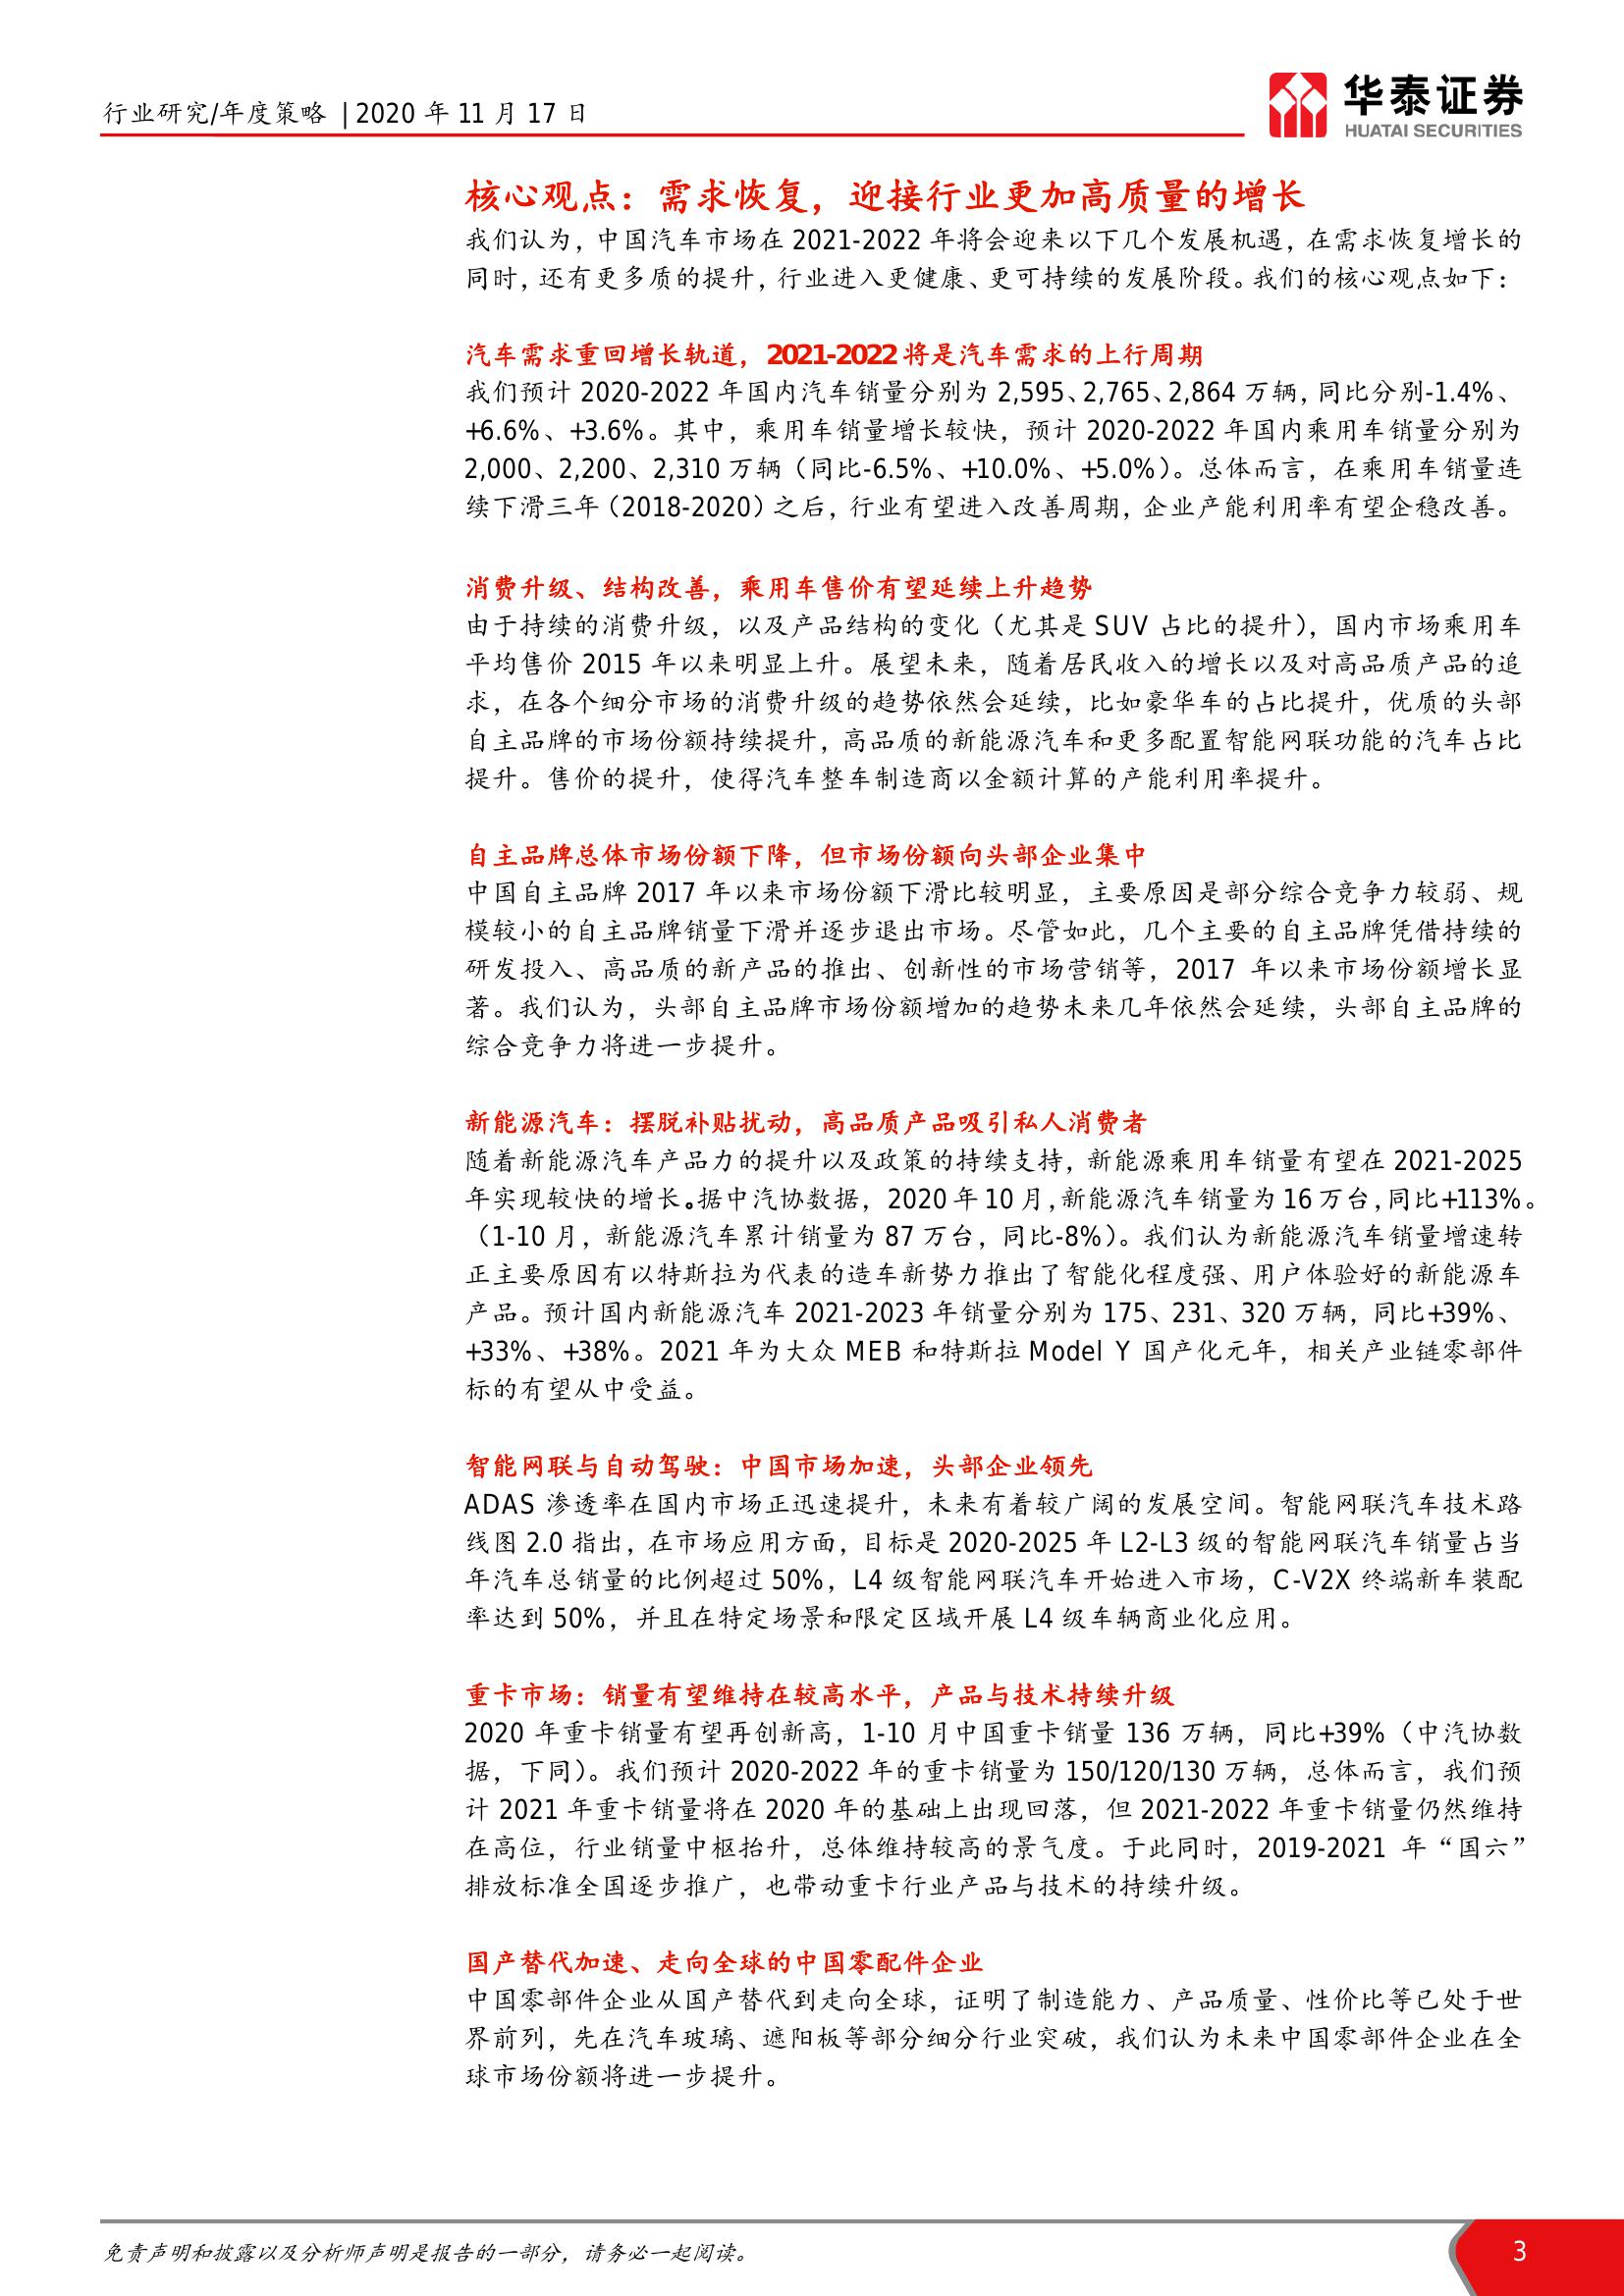 行业研究/年度策略 | 2020 年 11 月 17 日
华泰证券
HUATAI SECURITIES
核心观点：需求恢复，迎接行业更加高质量的增长
我们认为，中国汽车市场在 2021-2022 年将会迎来以下几个发展机遇，在需求恢复增长的
同时，还有更多质的提升，行业进入更健康、更可持续的发展阶段。我们的核心观点如下：
汽车需求重回增长轨道，2021-2022 将是汽车需求的上行周期
我们预计 2020-2022 年国内汽车销量分别为 2,595、2,765、2,864 万辆，同比分别-1.4%、
+6.6%、+3.6%。其中，乘用车销量增长较快，预计 2020-2022 年国内乘用车销量分别为
2,000、2,200、2,310 万辆（同比-6.5%、+10.0%、+5.0%）。总体而言，在乘用车销量连
续下滑三年（2018-2020）之后，行业有望进入改善周期，企业产能利用率有望企稳改善。
消费升级、结构改善，乘用车售价有望延续上升趋势
由于持续的消费升级，以及产品结构的变化（尤其是 SUV 占比的提升），国内市场乘用车
平均售价 2015 年以来明显上升。展望未来，随着居民收入的增长以及对高品质产品的追
求，在各个细分市场的消费升级的趋势依然会延续，比如豪华车的占比提升，优质的头部
自主品牌的市场份额持续提升，高品质的新能源汽车和更多配置智能网联功能的汽车占比
提升。售价的提升，使得汽车整车制造商以金额计算的产能利用率提升。
自主品牌总体市场份额下降，但市场份额向头部企业集中
中国自主品牌 2017 年以来市场份额下滑比较明显，主要原因是部分综合竞争力较弱、规
模较小的自主品牌销量下滑并逐步退出市场。尽管如此，几个主要的自主品牌凭借持续的
研发投入、高品质的新产品的推出、创新性的市场营销等，2017 年以来市场份额增长显
著。我们认为，头部自主品牌市场份额增加的趋势未来几年依然会延续，头部自主品牌的
综合竞争力将进一步提升。
新能源汽车：摆脱补贴扰动，高品质产品吸引私人消费者
随着新能源汽车产品力的提升以及政策的持续支持，新能源乘用车销量有望在 2021-2025
年实现较快的增长。据中汽协数据，2020 年 10 月，新能源汽车销量为 16 万台，同比+113%。
（1-10 月，新能源汽车累计销量为 87 万台，同比-8%）。我们认为新能源汽车销量增速转
正主要原因有以特斯拉为代表的造车新势力推出了智能化程度强、用户体验好的新能源车
产品。预计国内新能源汽车 2021-2023 年销量分别为 175、231、320 万辆，同比+39%、
+33%、+38%。2021 年为大众 MEB 和特斯拉 Model Y 国产化元年，相关产业链零部件
标的有望从中受益。
智能网联与自动驾驶：中国市场加速，头部企业领先
ADAS 渗透率在国内市场正迅速提升，未来有着较广阔的发展空间。智能网联汽车技术路
线图 2.0 指出，在市场应用方面，目标是 2020-2025 年 L2-L3 级的智能网联汽车销量占当
年汽车总销量的比例超过 50%，L4 级智能网联汽车开始进入市场，C-V2X 终端新车装配
率达到 50%，并且在特定场景和限定区域开展 L4 级车辆商业化应用。
重卡市场：销量有望维持在较高水平，产品与技术持续升级
2020 年重卡销量有望再创新高，1-10 月中国重卡销量 136 万辆，同比+39%（中汽协数
据，下同）。我们预计 2020-2022 年的重卡销量为 150/120/130 万辆，总体而言，我们预
计 2021 年重卡销量将在 2020 年的基础上出现回落，但 2021-2022 年重卡销量仍然维持
在高位，行业销量中枢抬升，总体维持较高的景气度。于此同时，2019-2021 年“国六”
排放标准全国逐步推广，也带动重卡行业产品与技术的持续升级。
国产替代加速、走向全球的中国零配件企业
中国零部件企业从国产替代到走向全球，证明了制造能力、产品质量、性价比等已处于世
界前列，先在汽车玻璃、遮阳板等部分细分行业突破，我们认为未来中国零部件企业在全
球市场份额将进一步提升。
免责声明和披露以及分析师声明是报告的一部分，请务必一起阅读。
3